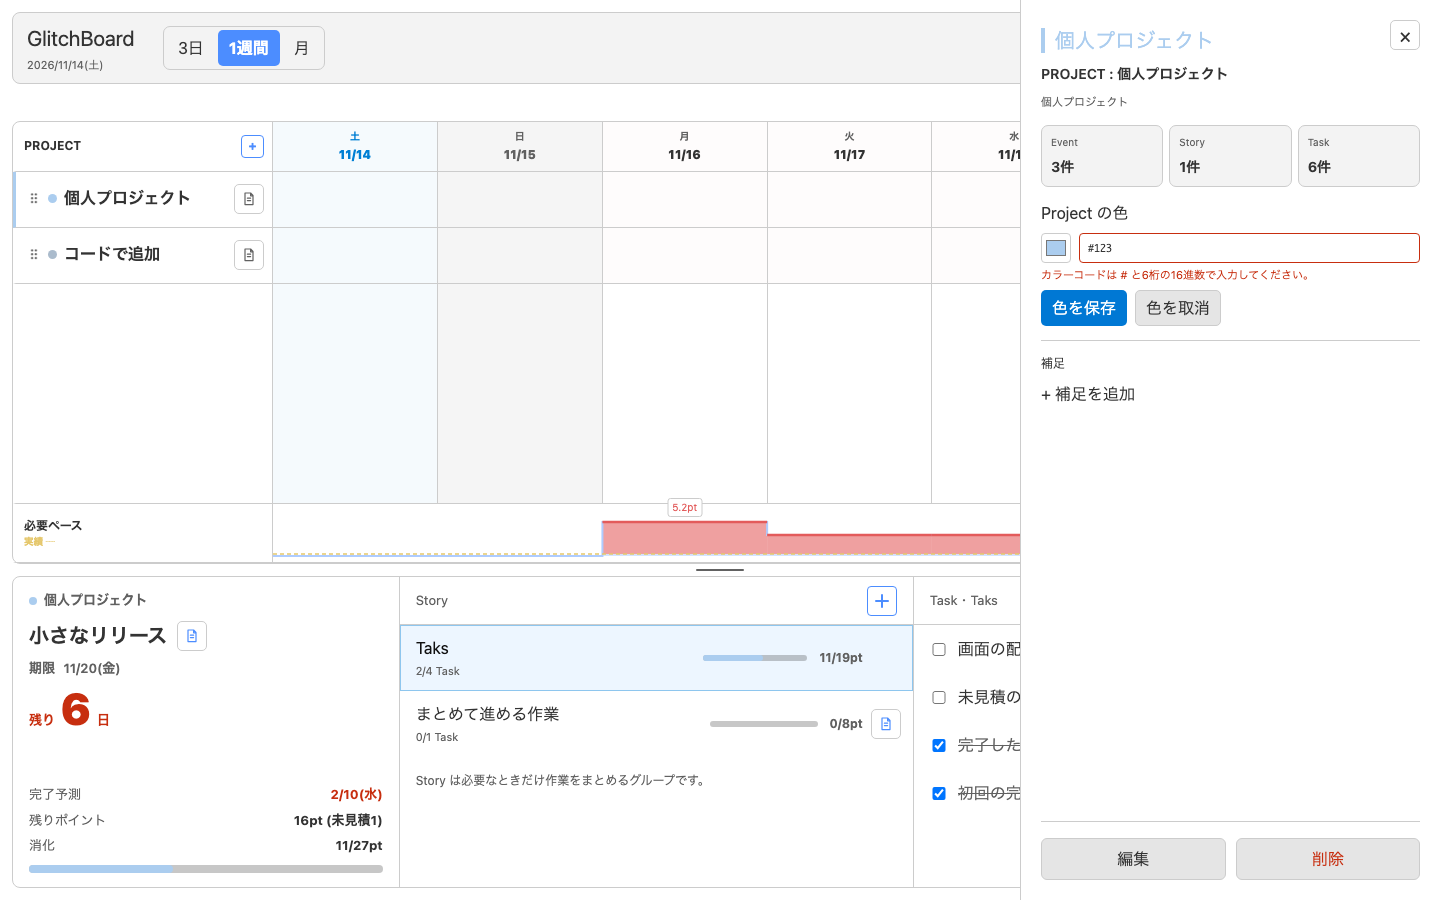 GlitchBoard
2026/11/14(土)
3日
1週間
月
PROJECT
+
土
11/14
日
11/15
月
11/16
火
11/17
水
個人プロジェクト
コードで追加
必要ペース
実績 —
5.2pt
個人プロジェクト
小さなリリース
期限 11/20(金)
残り 6 日
完了予測 2/10(水)
残りポイント 16pt (未見積1)
消化 11/27pt
Story
+
Taks
2/4 Task
11/19pt
まとめて進める作業
0/1 Task
0/8pt
Story は必要なときだけ作業をまとめるグループです。
Task・Taks
画面の配
未見積の
完了した
初回の完
個人プロジェクト
×
PROJECT : 個人プロジェクト
個人プロジェクト
Event
3件
Story
1件
Task
6件
Project の色
#123
カラーコードは # と6桁の16進数で入力してください。
色を保存
色を取消
補足
+ 補足を追加
編集
削除